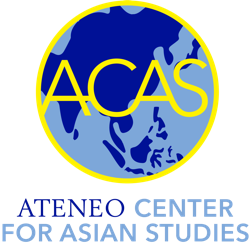 ACAS
ATENEO CENTER
FOR ASIAN STUDIES